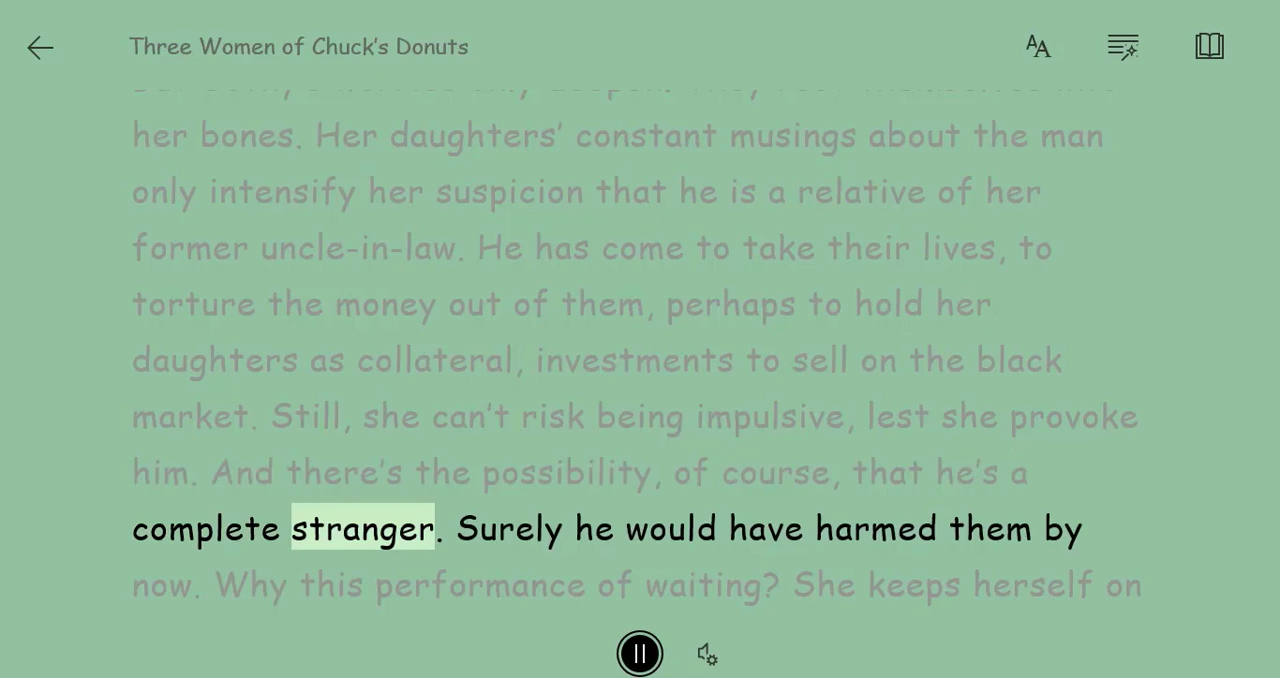 Three Women of Chuck's Donuts
her bones. Her daughters' constant musings about the man
only intensify her suspicion that he is a relative of her
former uncle-in-law. He has come to take their lives, to
torture the money out of them, perhaps to hold her
daughters as collateral, investments to sell on the black
market. Still, she can't risk being impulsive, lest she provoke
him. And there's the possibility, of course, that he's a
complete stranger. Surely he would have harmed them by
now. Why this performance of waiting? She keeps herself on